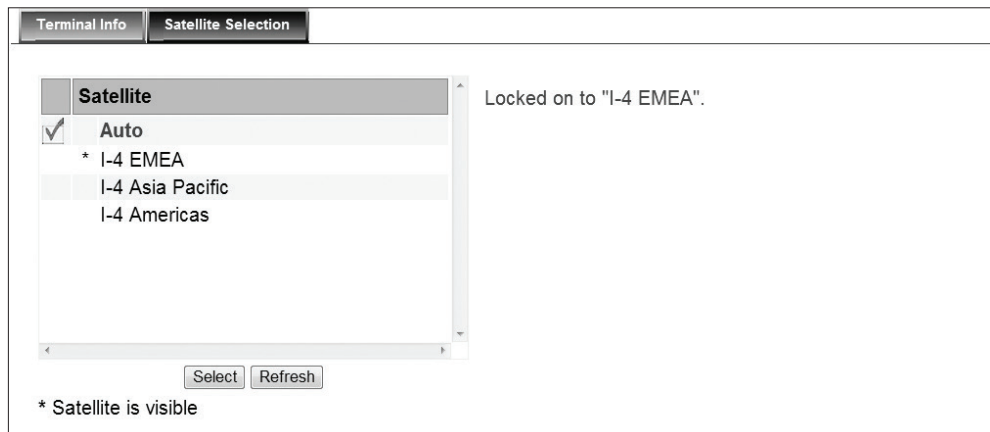 Terminal Info Satellite Selection
Satellite Locked on to "I-4 EMEA".
Auto
* I-4 EMEA
I-4 Asia Pacific
I-4 Americas
Select Refresh
* Satellite is visible